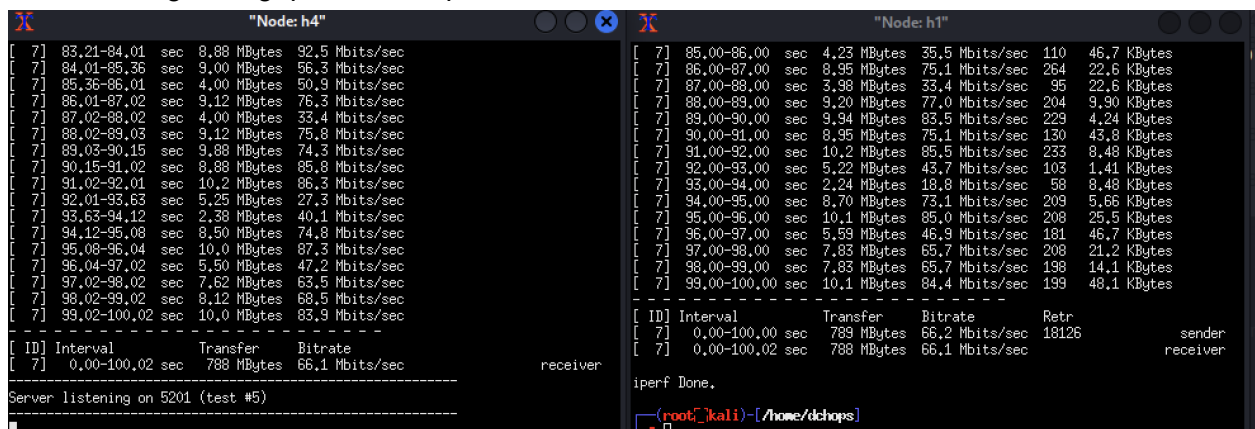 "Node: h4"
[  7]  83.21-84.01  sec  8.88 MBytes  92.5 Mbits/sec
[  7]  84.01-85.36  sec  9.00 MBytes  56.3 Mbits/sec
[  7]  85.36-86.01  sec  4.00 MBytes  50.9 Mbits/sec
[  7]  86.01-87.02  sec  9.12 MBytes  76.3 Mbits/sec
[  7]  87.02-88.02  sec  4.00 MBytes  33.4 Mbits/sec
[  7]  88.02-89.03  sec  9.12 MBytes  75.8 Mbits/sec
[  7]  89.03-90.15  sec  9.88 MBytes  74.3 Mbits/sec
[  7]  90.15-91.02  sec  8.88 MBytes  85.8 Mbits/sec
[  7]  91.02-92.01  sec  10.2 MBytes  86.3 Mbits/sec
[  7]  92.01-93.63  sec  5.25 MBytes  27.3 Mbits/sec
[  7]  93.63-94.12  sec  2.38 MBytes  40.1 Mbits/sec
[  7]  94.12-95.08  sec  8.50 MBytes  74.8 Mbits/sec
[  7]  95.08-96.04  sec  10.0 MBytes  87.3 Mbits/sec
[  7]  96.04-97.02  sec  5.50 MBytes  47.2 Mbits/sec
[  7]  97.02-98.02  sec  7.62 MBytes  63.5 Mbits/sec
[  7]  98.02-99.02  sec  8.12 MBytes  68.5 Mbits/sec
[  7]  99.02-100.02 sec  10.0 MBytes  83.9 Mbits/sec
- - - - - - - - - - - - - - - - - - - - - - - - -
[ ID] Interval           Transfer     Bitrate
[  7]   0.00-100.02 sec   788 MBytes  66.1 Mbits/sec                  receiver
-----------------------------------------------------------
Server listening on 5201 (test #5)
-----------------------------------------------------------
"Node: h1"
[  7]  85.00-86.00  sec  4.23 MBytes  35.5 Mbits/sec  110   46.7 KBytes
[  7]  86.00-87.00  sec  8.95 MBytes  75.1 Mbits/sec  264   22.6 KBytes
[  7]  87.00-88.00  sec  3.98 MBytes  33.4 Mbits/sec   95   22.6 KBytes
[  7]  88.00-89.00  sec  9.20 MBytes  77.0 Mbits/sec  204   9.90 KBytes
[  7]  89.00-90.00  sec  9.94 MBytes  83.5 Mbits/sec  229   4.24 KBytes
[  7]  90.00-91.00  sec  8.95 MBytes  75.1 Mbits/sec  130   43.8 KBytes
[  7]  91.00-92.00  sec  10.2 MBytes  85.5 Mbits/sec  233   8.48 KBytes
[  7]  92.00-93.00  sec  5.22 MBytes  43.7 Mbits/sec  103   1.41 KBytes
[  7]  93.00-94.00  sec  2.24 MBytes  18.8 Mbits/sec   58   8.48 KBytes
[  7]  94.00-95.00  sec  8.70 MBytes  73.1 Mbits/sec  209   5.66 KBytes
[  7]  95.00-96.00  sec  10.1 MBytes  85.0 Mbits/sec  208   25.5 KBytes
[  7]  96.00-97.00  sec  5.59 MBytes  46.9 Mbits/sec  181   46.7 KBytes
[  7]  97.00-98.00  sec  7.83 MBytes  65.7 Mbits/sec  208   21.2 KBytes
[  7]  98.00-99.00  sec  7.83 MBytes  65.7 Mbits/sec  198   14.1 KBytes
[  7]  99.00-100.00 sec  10.1 MBytes  84.4 Mbits/sec  199   48.1 KBytes
- - - - - - - - - - - - - - - - - - - - - - - - -
[ ID] Interval           Transfer     Bitrate         Retr
[  7]   0.00-100.00 sec   789 MBytes  66.2 Mbits/sec  18126             sender
[  7]   0.00-100.02 sec   788 MBytes  66.1 Mbits/sec                  receiver
iperf Done.
(root kali)-[/home/dchops]